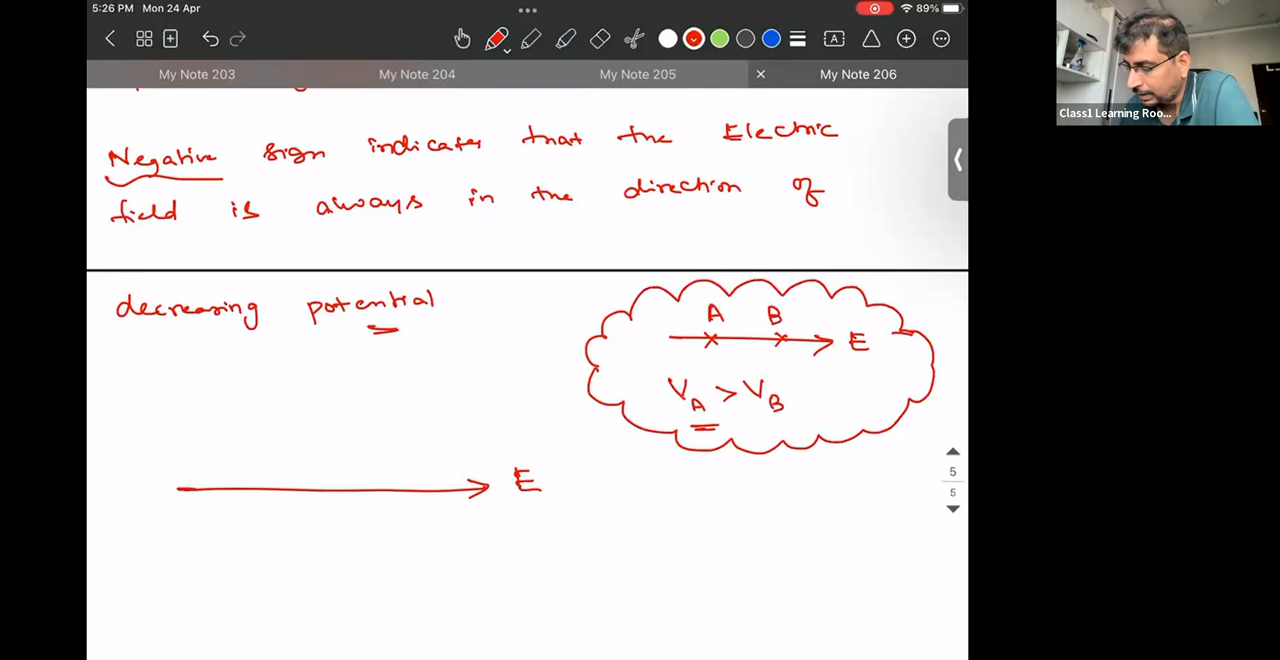 5:26 PM Mon 24 Apr
89%
My Note 203
My Note 204
My Note 205
My Note 206
A
Class1 Learning Roo...
Negative sign indicates that the Electric
field is always in the direction of
decreasing potential
A B
E
V_A > V_B
E
5
5